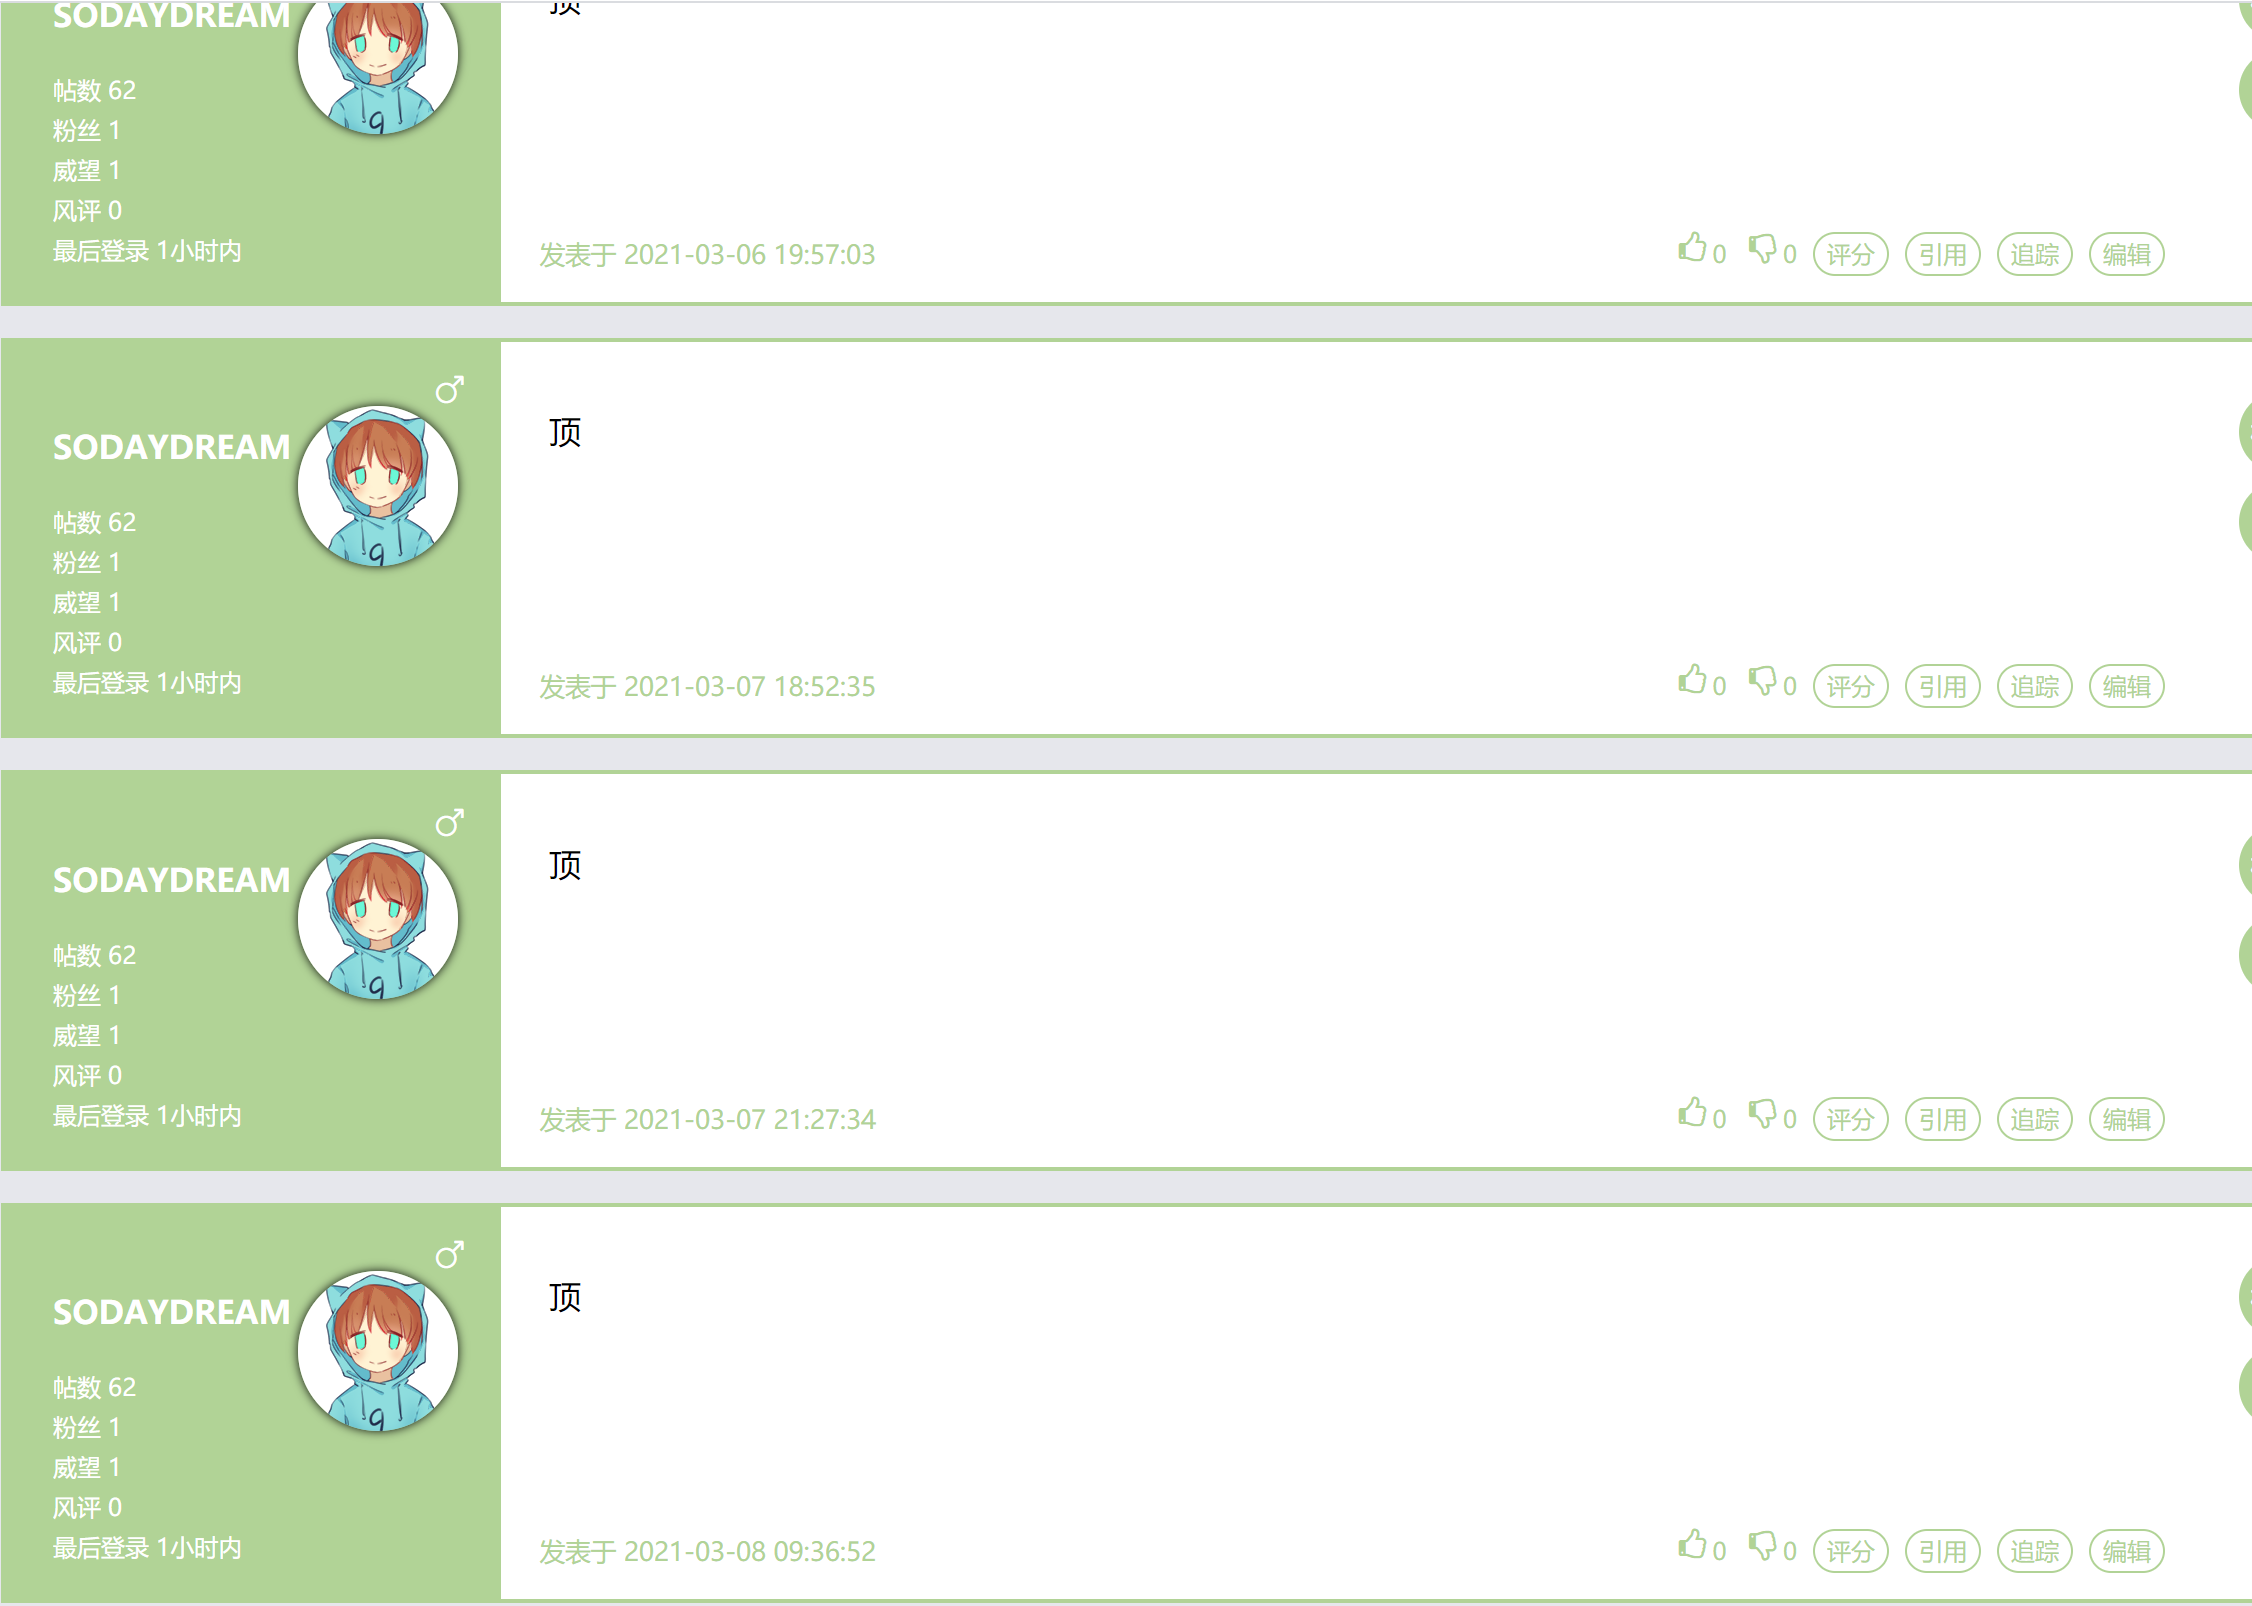 SODAYDREAM
顶
帖数 62
粉丝 1
威望 1
风评 0
最后登录 1小时内
发表于 2021-03-06 19:57:03
0 0 评分 引用 追踪 编辑
SODAYDREAM
顶
帖数 62
粉丝 1
威望 1
风评 0
最后登录 1小时内
发表于 2021-03-07 18:52:35
0 0 评分 引用 追踪 编辑
SODAYDREAM
顶
帖数 62
粉丝 1
威望 1
风评 0
最后登录 1小时内
发表于 2021-03-07 21:27:34
0 0 评分 引用 追踪 编辑
SODAYDREAM
顶
帖数 62
粉丝 1
威望 1
风评 0
最后登录 1小时内
发表于 2021-03-08 09:36:52
0 0 评分 引用 追踪 编辑